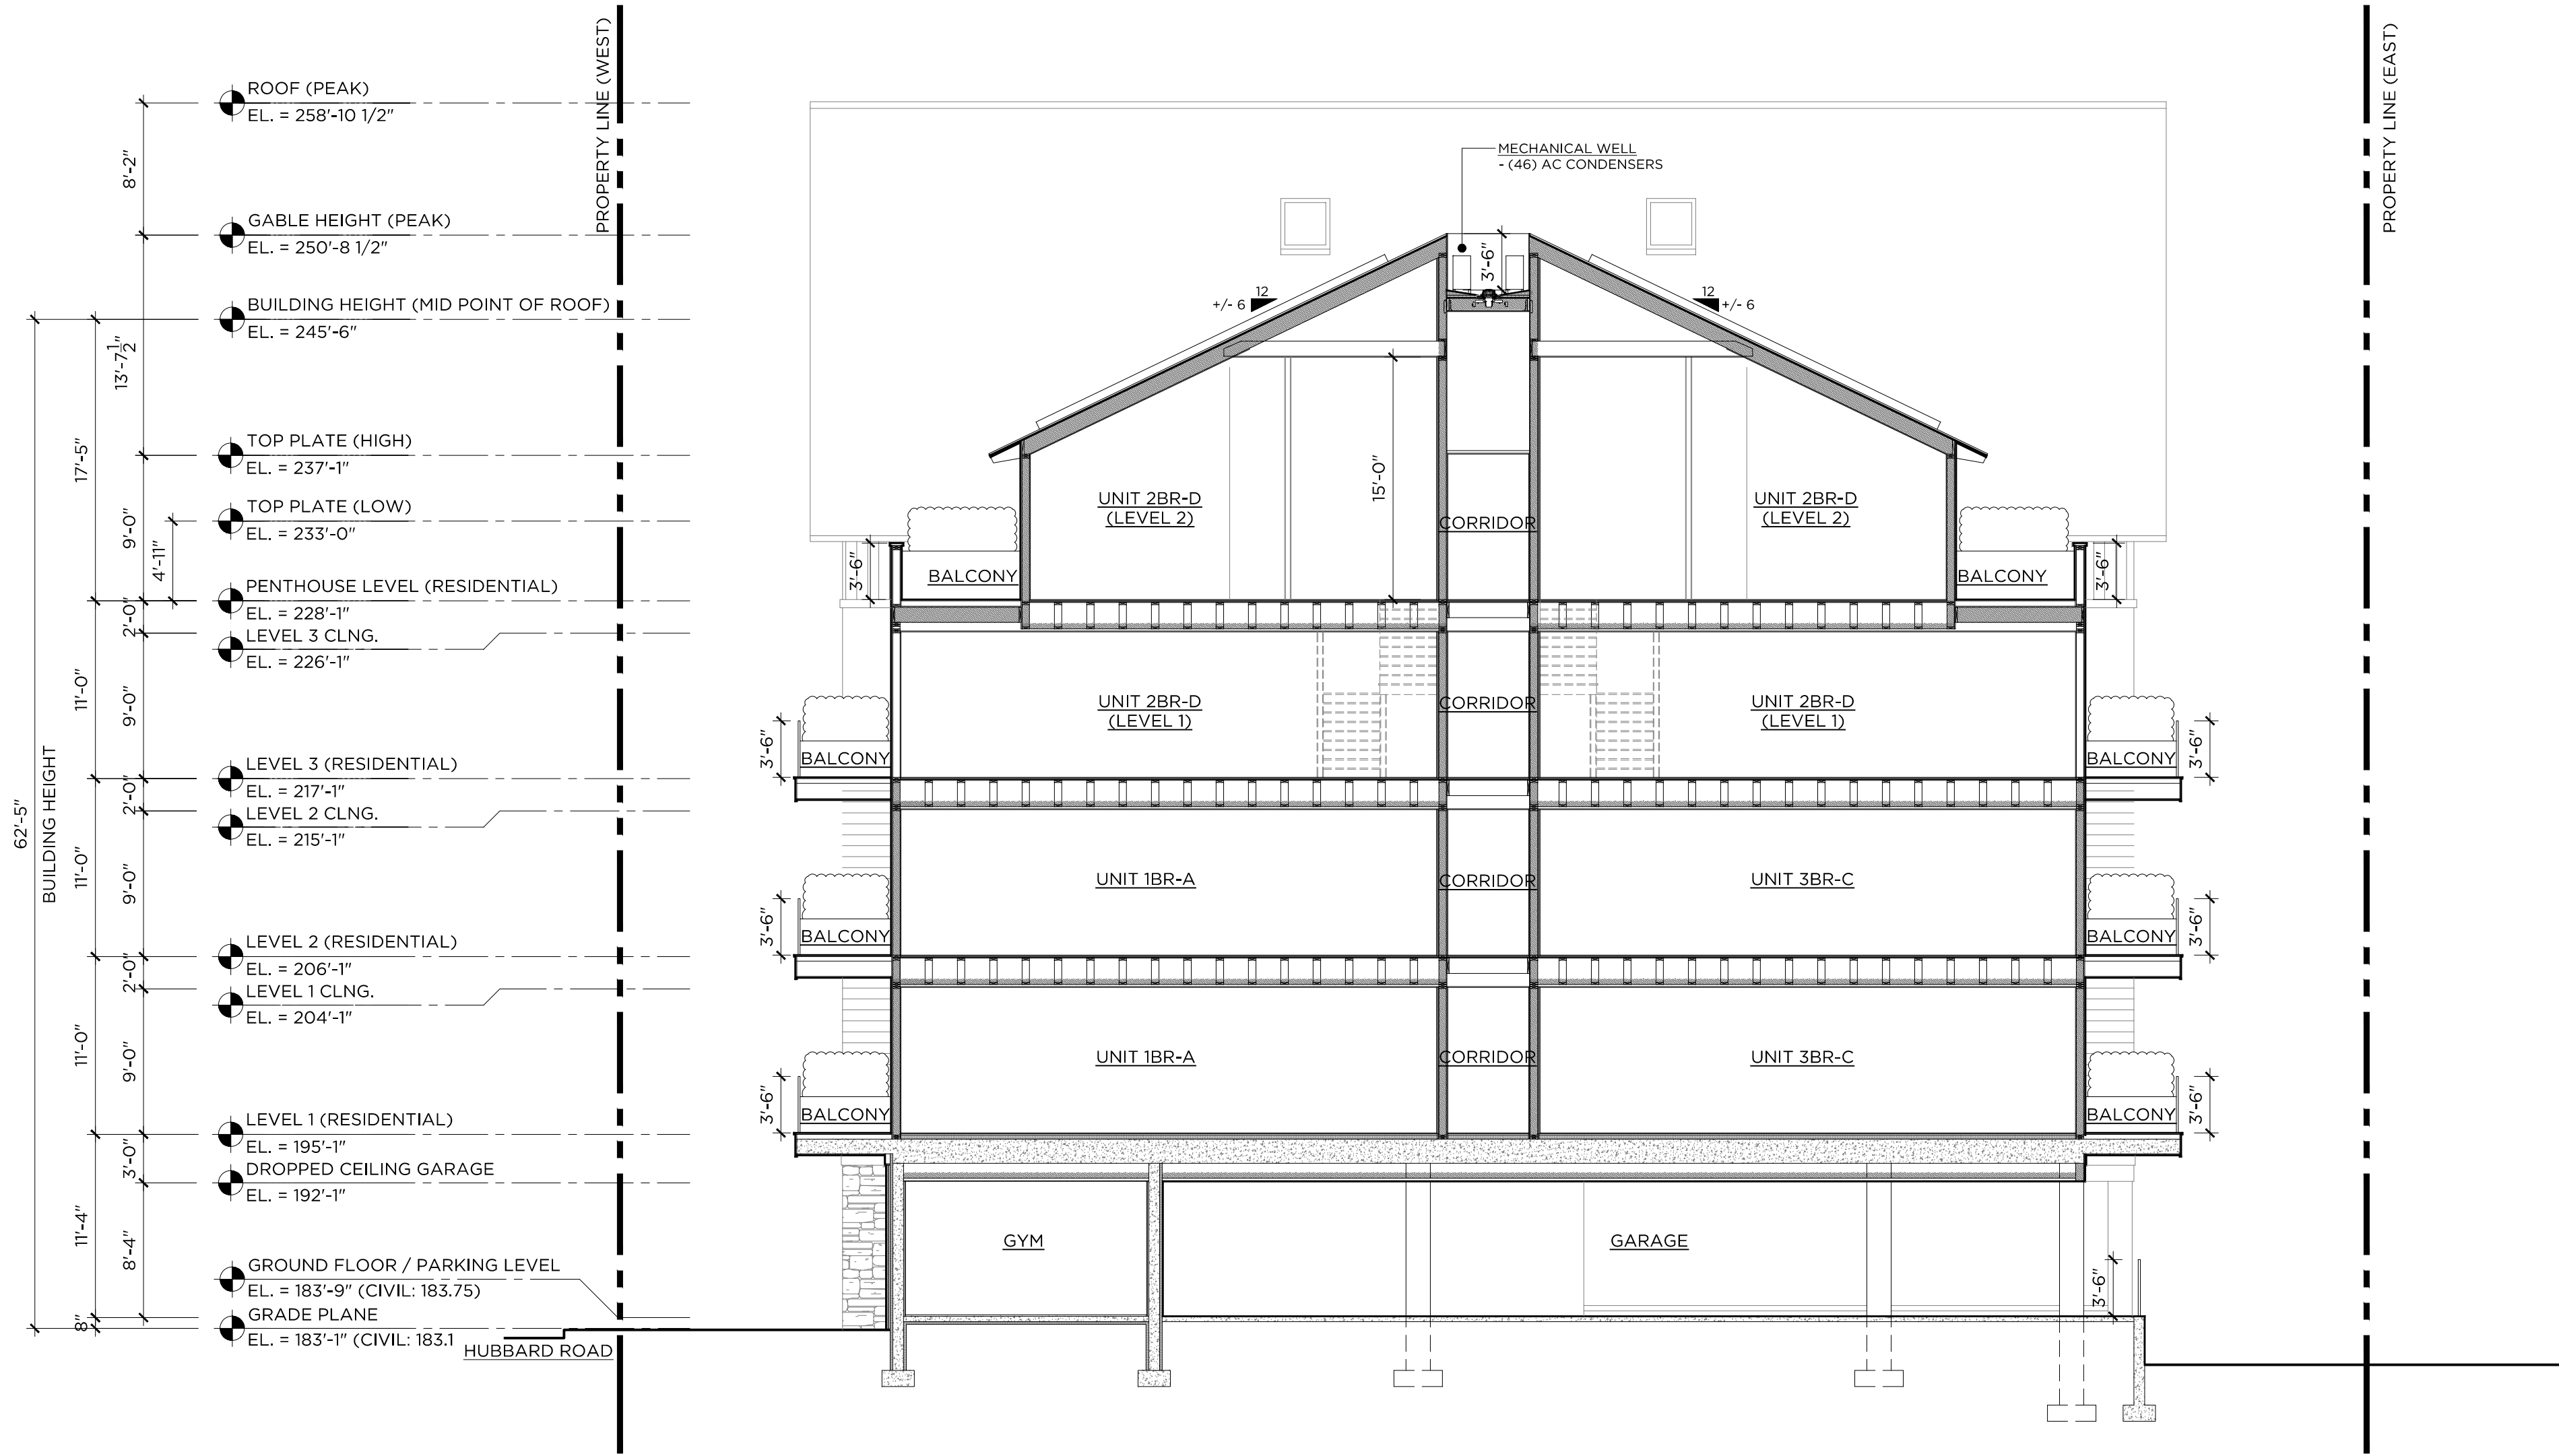 PROPERTY LINE (WEST)
PROPERTY LINE (EAST)
ROOF (PEAK)
EL. = 258'-10 1/2"
8'-2"
MECHANICAL WELL
- (46) AC CONDENSERS
GABLE HEIGHT (PEAK)
EL. = 250'-8 1/2"
3'-6"
12
+/- 6
12
+/- 6
BUILDING HEIGHT (MID POINT OF ROOF)
EL. = 245'-6"
13'-7 1/2"
17'-5"
TOP PLATE (HIGH)
EL. = 237'-1"
15'-0"
UNIT 2BR-D
(LEVEL 2)
CORRIDOR
UNIT 2BR-D
(LEVEL 2)
TOP PLATE (LOW)
EL. = 233'-0"
9'-0"
4'-11"
3'-6"
BALCONY
BALCONY
3'-6"
PENTHOUSE LEVEL (RESIDENTIAL)
EL. = 228'-1"
2'-0"
LEVEL 3 CLNG.
EL. = 226'-1"
11'-0"
9'-0"
UNIT 2BR-D
(LEVEL 1)
CORRIDOR
UNIT 2BR-D
(LEVEL 1)
3'-6"
BALCONY
BALCONY
3'-6"
LEVEL 3 (RESIDENTIAL)
EL. = 217'-1"
2'-0"
LEVEL 2 CLNG.
EL. = 215'-1"
62'-5"
BUILDING HEIGHT
11'-0"
9'-0"
UNIT 1BR-A
CORRIDOR
UNIT 3BR-C
3'-6"
BALCONY
BALCONY
3'-6"
LEVEL 2 (RESIDENTIAL)
EL. = 206'-1"
2'-0"
LEVEL 1 CLNG.
EL. = 204'-1"
11'-0"
9'-0"
UNIT 1BR-A
CORRIDOR
UNIT 3BR-C
3'-6"
BALCONY
BALCONY
3'-6"
LEVEL 1 (RESIDENTIAL)
EL. = 195'-1"
3'-0"
DROPPED CEILING GARAGE
EL. = 192'-1"
11'-4"
8'-4"
GYM
GARAGE
3'-6"
GROUND FLOOR / PARKING LEVEL
EL. = 183'-9" (CIVIL: 183.75)
8"
GRADE PLANE
EL. = 183'-1" (CIVIL: 183.1
HUBBARD ROAD